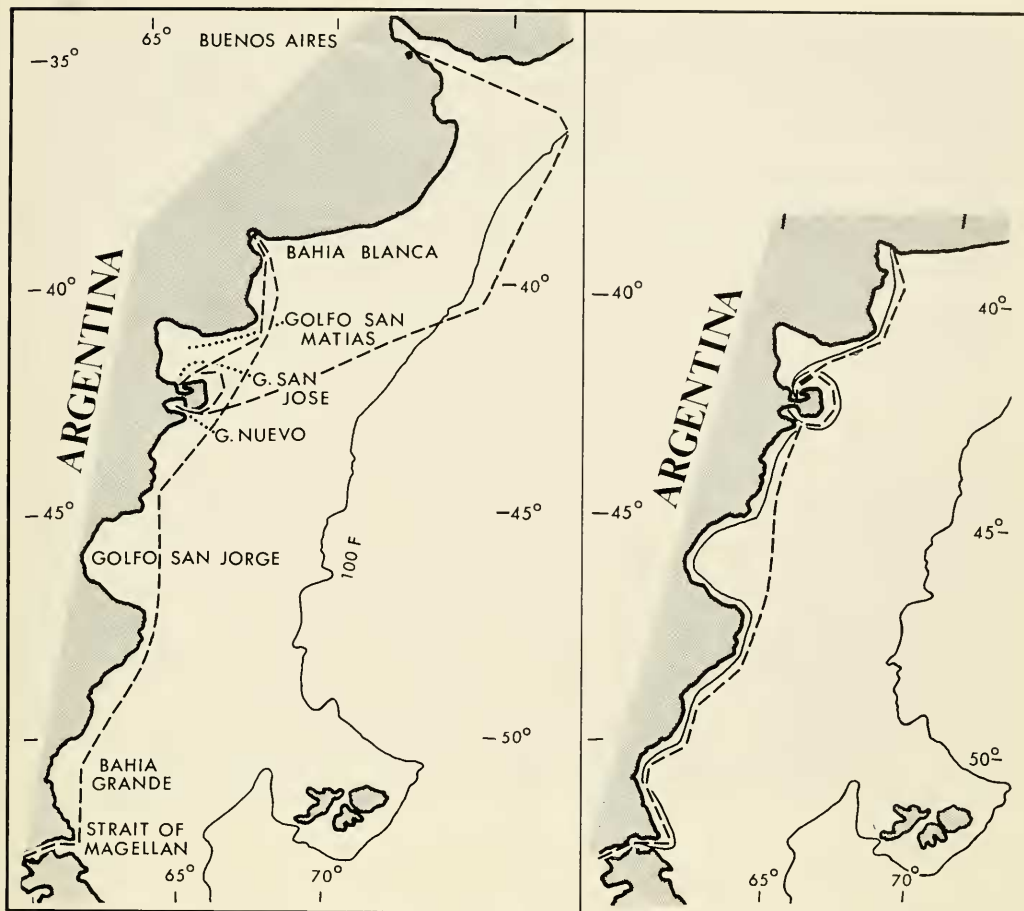 65°
BUENOS AIRES
—35°
BAHIA BLANCA
—40°
—40°
GOLFO SAN
MATIAS
G. SAN
JOSE
G. NUEVO
ARGENTINA
—45°
—45°
GOLFO SAN JORGE
100 F
—50°
BAHIA
GRANDE
STRAIT OF
MAGELLAN
65°
70°
—40°
40°—
ARGENTINA
—45°
45°—
50°—
65°
70°